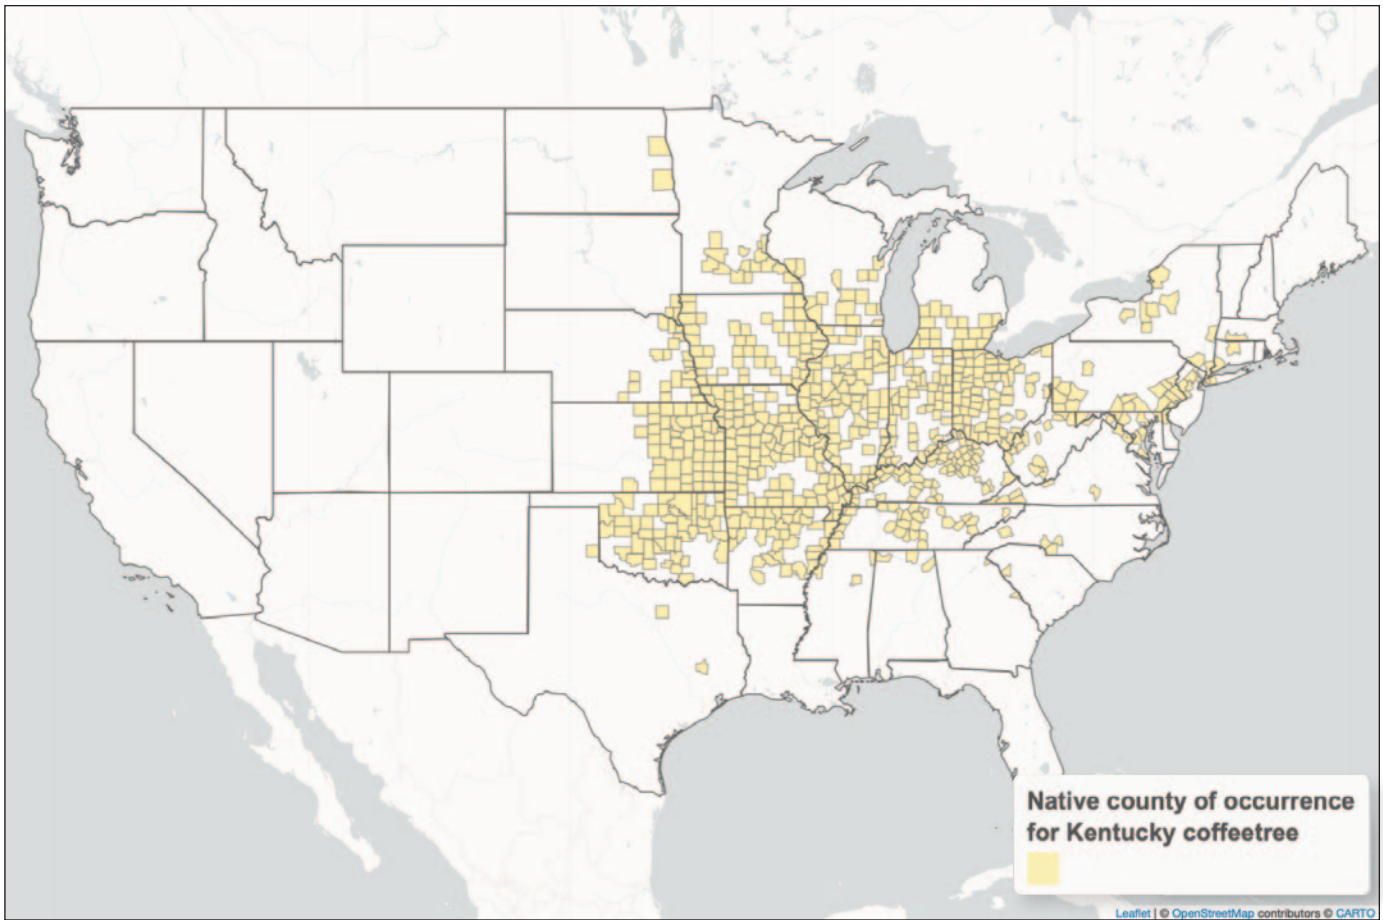 Native county of occurrence
for Kentucky coffeetree
Leaflet | © OpenStreetMap contributors © CARTO